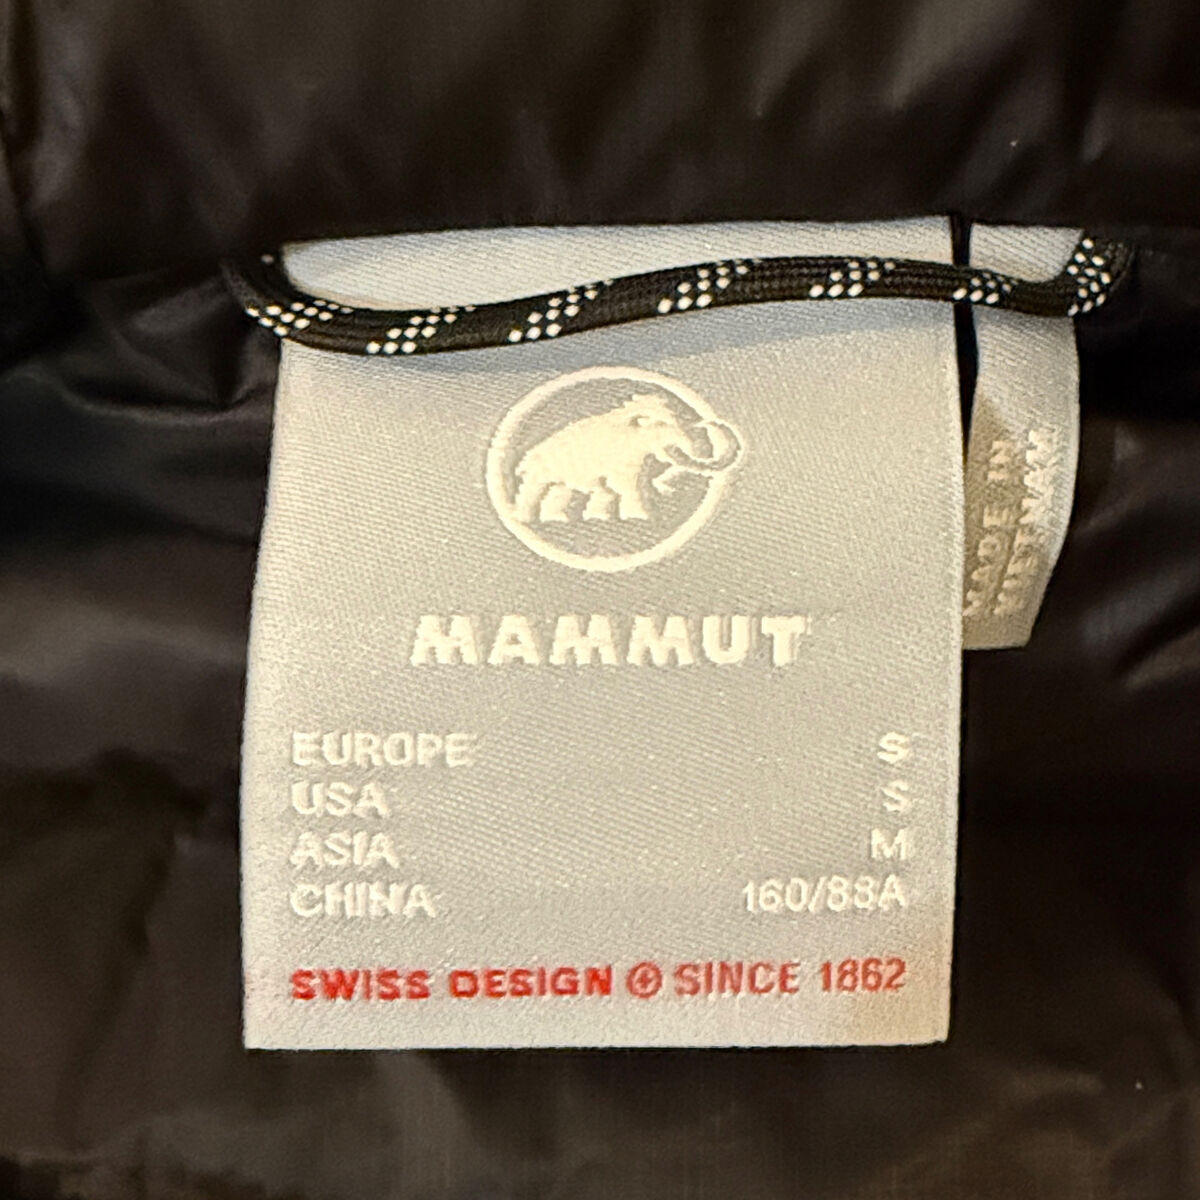 MAMMUT
EUROPE S
USA S
ASIA M
CHINA 160/88A
SWISS DESIGN SINCE 1862
MADE IN
VIETNAM